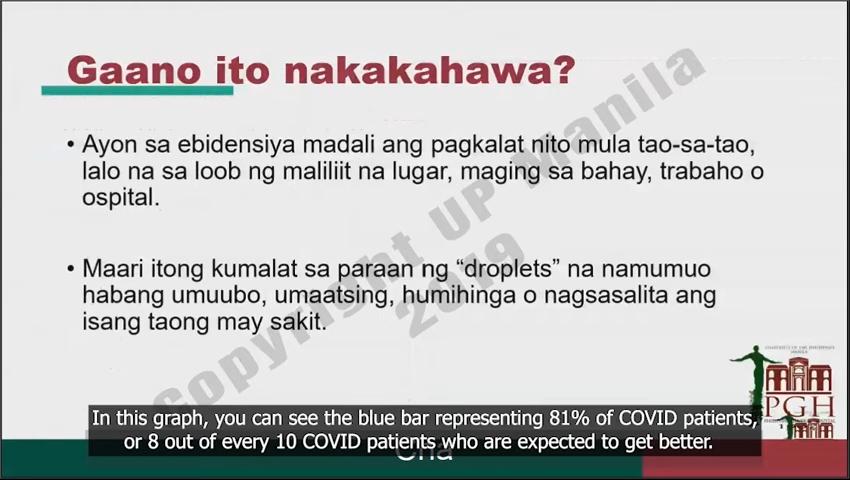 Gaano ito nakakahawa?
• Ayon sa ebidensiya madali ang pagkalat nito mula tao-sa-tao,
lalo na sa loob ng maliliit na lugar, maging sa bahay, trabaho o
ospital.
• Maari itong kumalat sa paraan ng “droplets” na namumuo
habang umuubo, umaatsing, humihinga o nagsasalita ang
isang taong may sakit.
Copyright UP Manila
2019
PGH
In this graph, you can see the blue bar representing 81% of COVID patients,
or 8 out of every 10 COVID patients who are expected to get better.